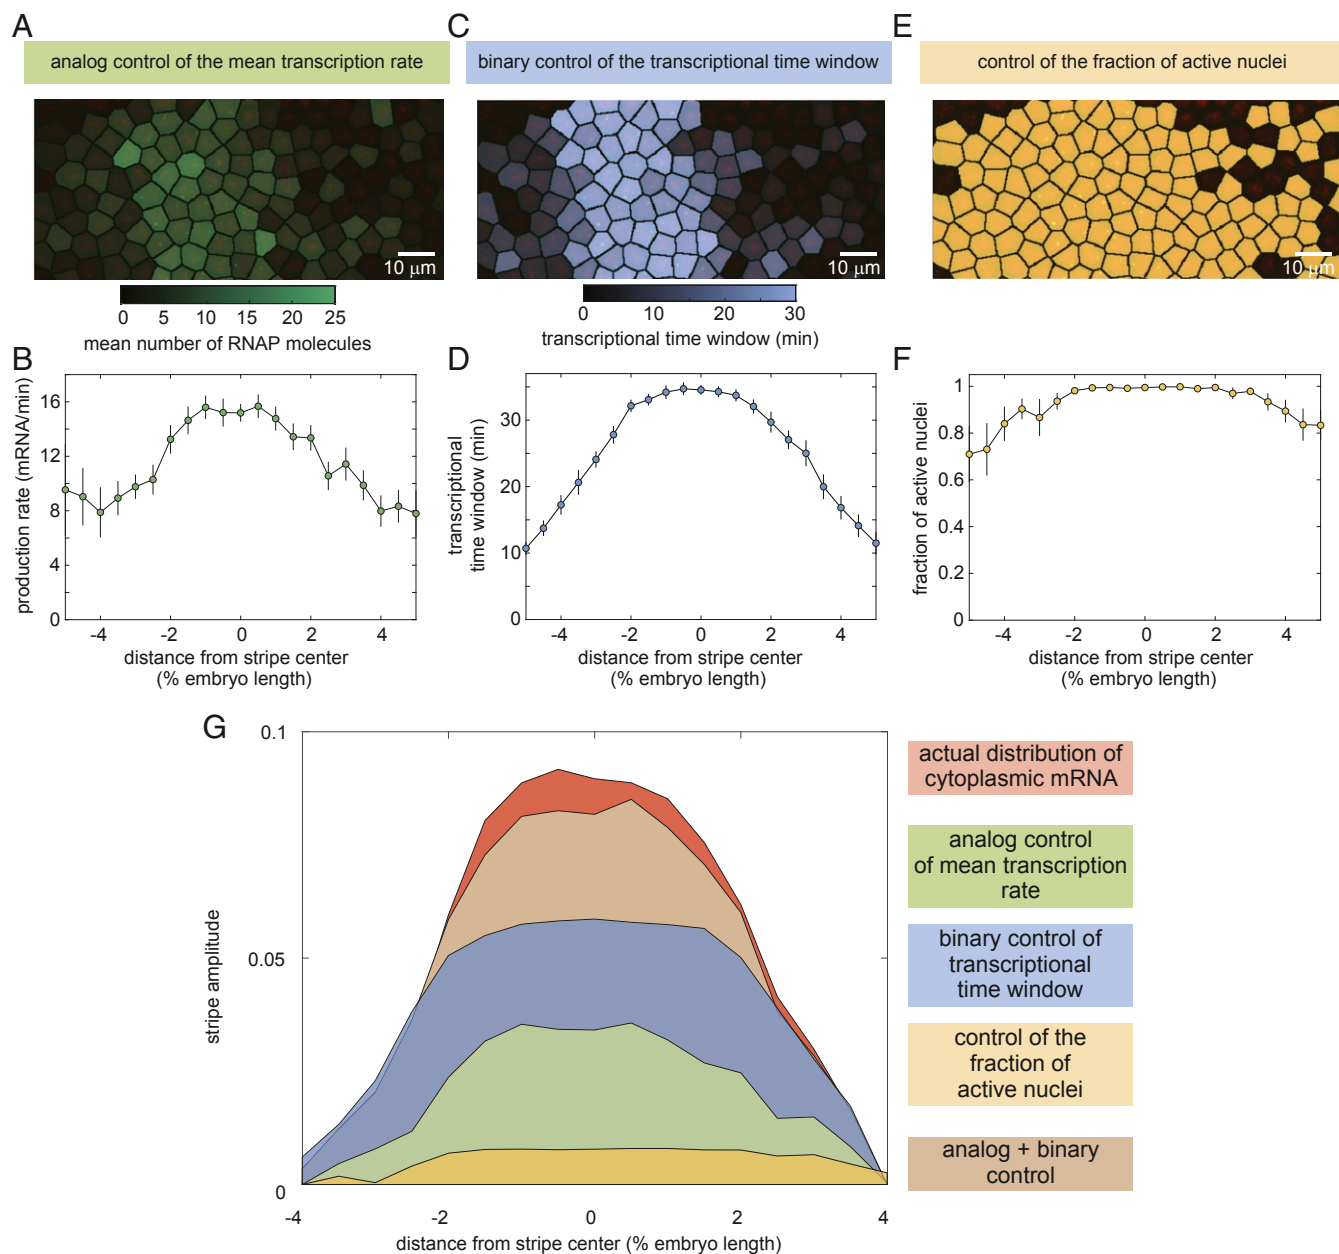 A
analog control of the mean transcription rate
10 μm
0 5 10 15 20 25
mean number of RNAP molecules
C
binary control of the transcriptional time window
10 μm
0 10 20 30
transcriptional time window (min)
E
control of the fraction of active nuclei
10 μm
B
production rate (mRNA/min)
16
12
8
4
0
-4 -2 0 2 4
distance from stripe center
(% embryo length)
D
transcriptional
time window (min)
30
20
10
0
-4 -2 0 2 4
distance from stripe center
(% embryo length)
F
fraction of active nuclei
1
0.8
0.6
0.4
0.2
0
-4 -2 0 2 4
distance from stripe center
(% embryo length)
G
stripe amplitude
0.1
0.05
0
-4 -2 0 2 4
distance from stripe center (% embryo length)
actual distribution of
cytoplasmic mRNA
analog control
of mean transcription
rate
binary control of
transcriptional
time window
control of the
fraction of
active nuclei
analog + binary
control